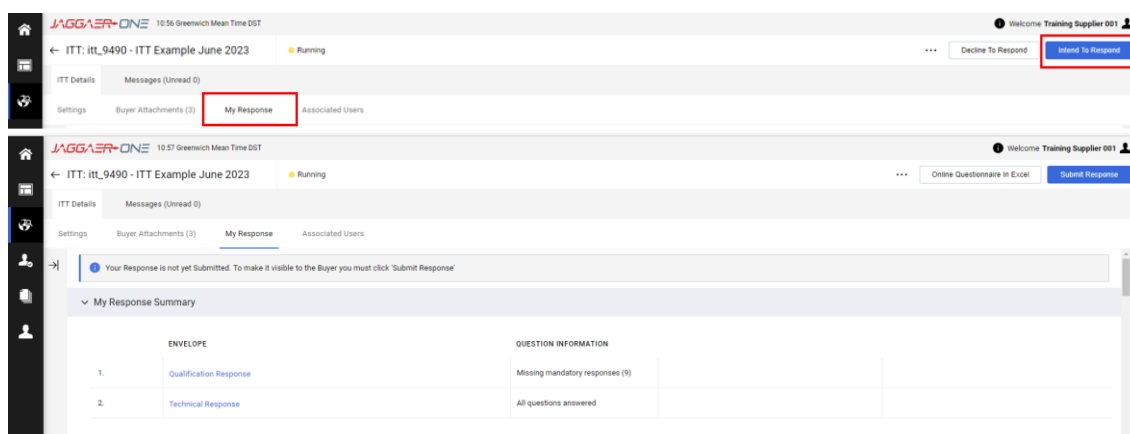 JAGGAER ONE 10:56 Greenwich Mean Time DST Welcome Training Supplier 001
ITT: itt_9490 - ITT Example June 2023 Running ... Decline To Respond Intend To Respond
ITT Details Messages (Unread 0)
Settings Buyer Attachments (3) My Response Associated Users
JAGGAER ONE 10:57 Greenwich Mean Time DST Welcome Training Supplier 001
ITT: itt_9490 - ITT Example June 2023 Running ... Online Questionnaire In Excel Submit Response
ITT Details Messages (Unread 0)
Settings Buyer Attachments (3) My Response Associated Users
Your Response is not yet Submitted. To make it visible to the Buyer you must click 'Submit Response'
My Response Summary
ENVELOPE QUESTION INFORMATION
1. Qualification Response Missing mandatory responses (9)
2. Technical Response All questions answered